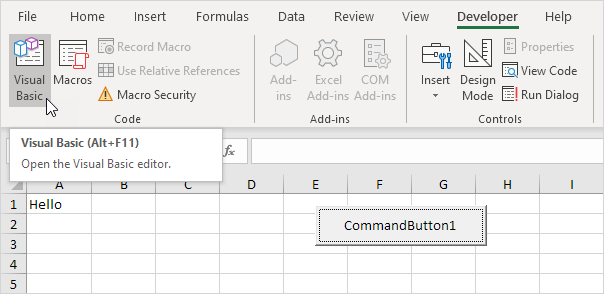 File Home Insert Formulas Data Review View Developer Help
Visual Basic
Macros
Record Macro
Use Relative References
Macro Security
Code
Add-ins
Excel Add-ins
COM Add-ins
Add-ins
Insert
Design Mode
Properties
View Code
Run Dialog
Controls
Visual Basic (Alt+F11)
Open the Visual Basic editor.
fx
A B C D E F G H I
1 Hello
2
3
4
5
CommandButton1